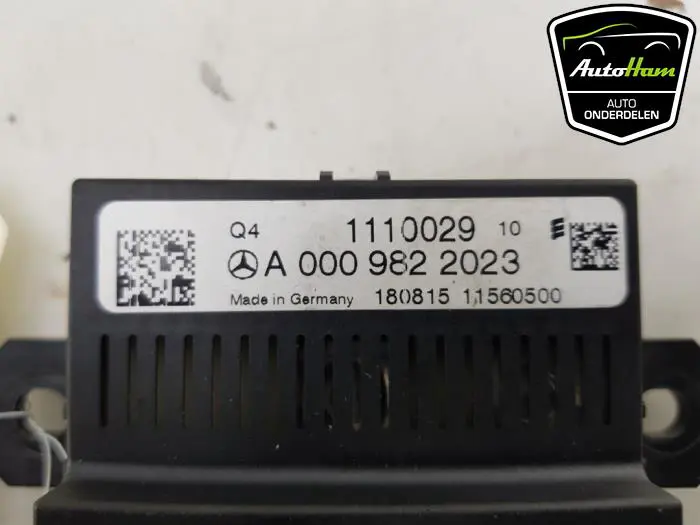 AutoHam
AUTO
ONDERDELEN
Q4 1110029 10
A 000 982 2023
Made in Germany 180815 11560500